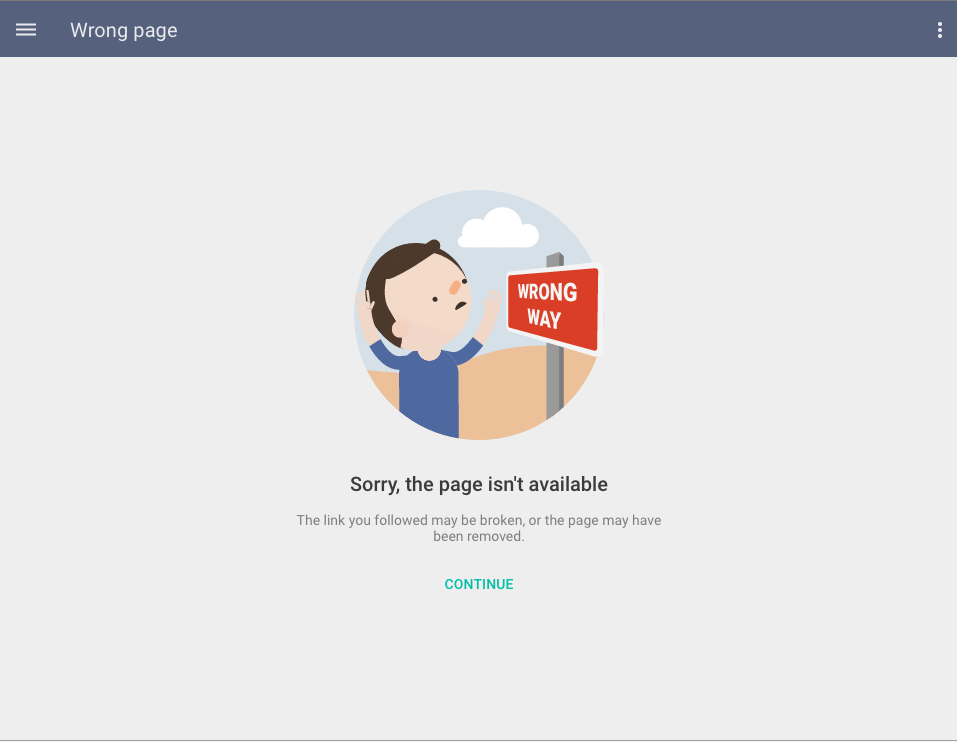 Wrong page
WRONG
WAY
Sorry, the page isn't available
The link you followed may be broken, or the page may have
been removed.
CONTINUE